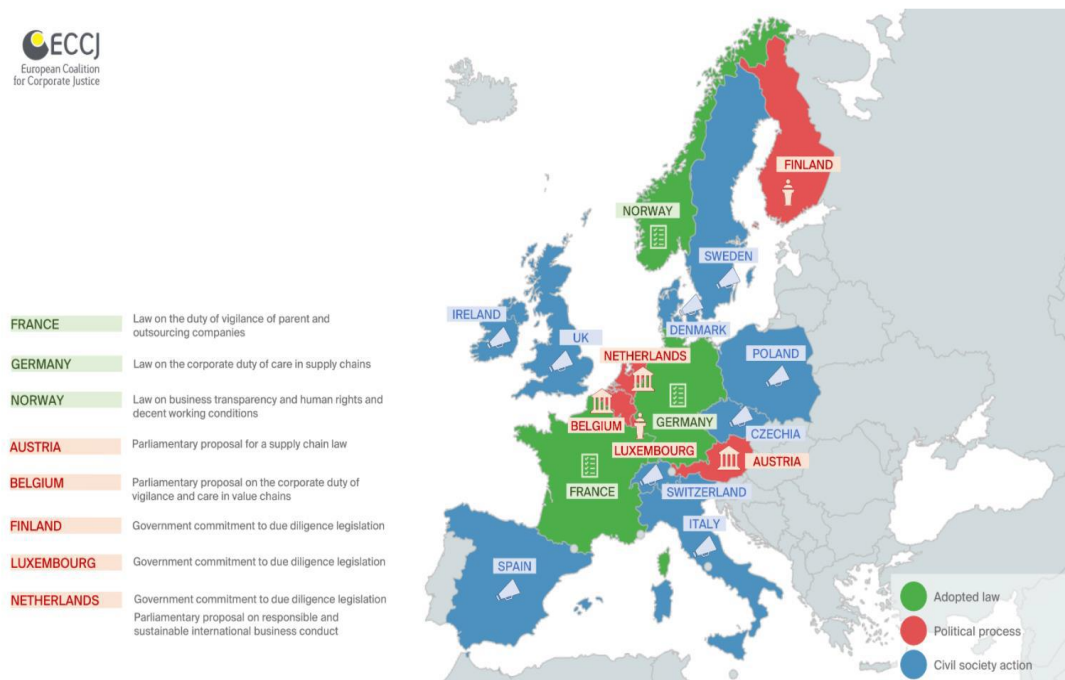 ECCJ
European Coalition
for Corporate Justice
FRANCE
Law on the duty of vigilance of parent and
outsourcing companies
GERMANY
Law on the corporate duty of care in supply chains
NORWAY
Law on business transparency and human rights and
decent working conditions
AUSTRIA
Parliamentary proposal for a supply chain law
BELGIUM
Parliamentary proposal on the corporate duty of
vigilance and care in value chains
FINLAND
Government commitment to due diligence legislation
LUXEMBOURG
Government commitment to due diligence legislation
NETHERLANDS
Government commitment to due diligence legislation
Parliamentary proposal on responsible and
sustainable international business conduct
FINLAND
NORWAY
SWEDEN
IRELAND
UK
DENMARK
NETHERLANDS
POLAND
BELGIUM
GERMANY
CZECHIA
LUXEMBOURG
AUSTRIA
FRANCE
SWITZERLAND
ITALY
SPAIN
Adopted law
Political process
Civil society action